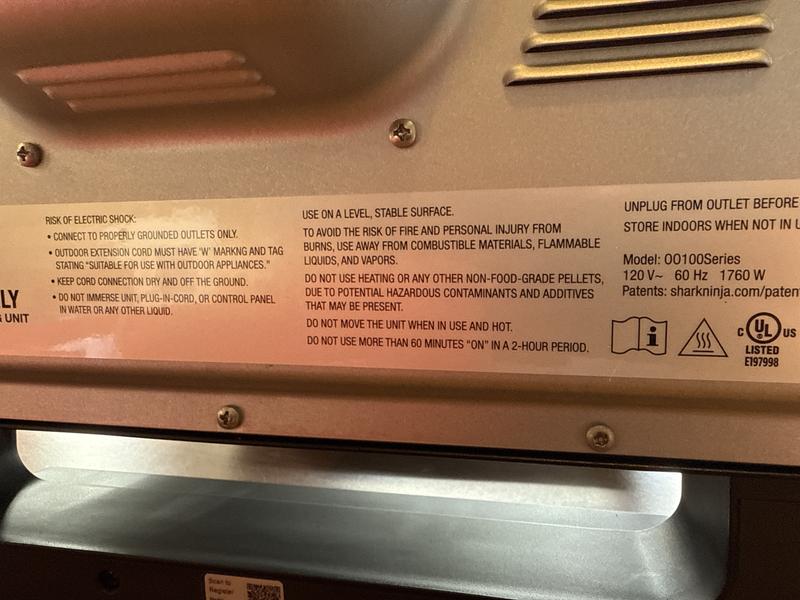 LY
UNIT
RISK OF ELECTRIC SHOCK:
• CONNECT TO PROPERLY GROUNDED OUTLETS ONLY.
• OUTDOOR EXTENSION CORD MUST HAVE 'W' MARKNG AND TAG
STATING "SUITABLE FOR USE WITH OUTDOOR APPLIANCES."
• KEEP CORD CONNECTION DRY AND OFF THE GROUND.
• DO NOT IMMERSE UNIT, PLUG-IN-CORD, OR CONTROL PANEL
IN WATER OR ANY OTHER LIQUID.
USE ON A LEVEL, STABLE SURFACE.
TO AVOID THE RISK OF FIRE AND PERSONAL INJURY FROM
BURNS, USE AWAY FROM COMBUSTIBLE MATERIALS, FLAMMABLE
LIQUIDS, AND VAPORS.
DO NOT USE HEATING OR ANY OTHER NON-FOOD-GRADE PELLETS,
DUE TO POTENTIAL HAZARDOUS CONTAMINANTS AND ADDITIVES
THAT MAY BE PRESENT.
DO NOT MOVE THE UNIT WHEN IN USE AND HOT.
DO NOT USE MORE THAN 60 MINUTES "ON" IN A 2-HOUR PERIOD.
UNPLUG FROM OUTLET BEFORE
STORE INDOORS WHEN NOT IN U
Model: OO100Series
120 V~ 60 Hz 1760 W
Patents: sharkninja.com/paten
i
C UL US
LISTED
E197998
Scan to
Register